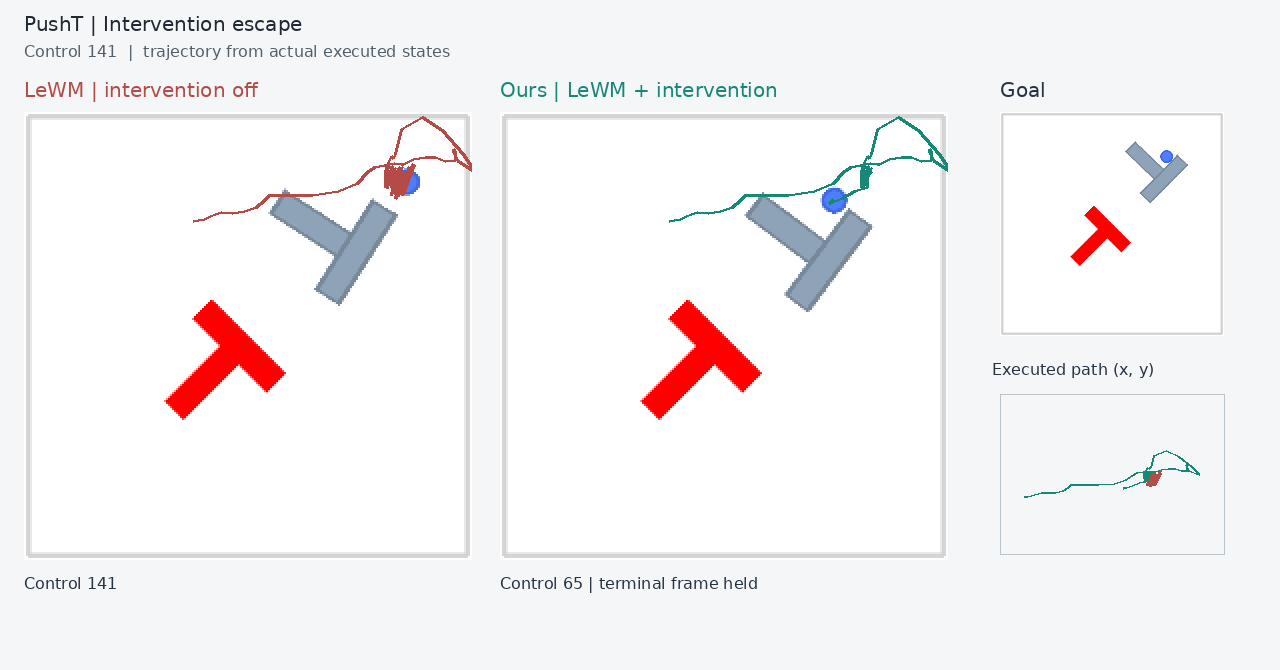 PushT | Intervention escape
Control 141 | trajectory from actual executed states
LeWM | intervention off
Ours | LeWM + intervention
Goal
Executed path (x, y)
Control 141
Control 65 | terminal frame held